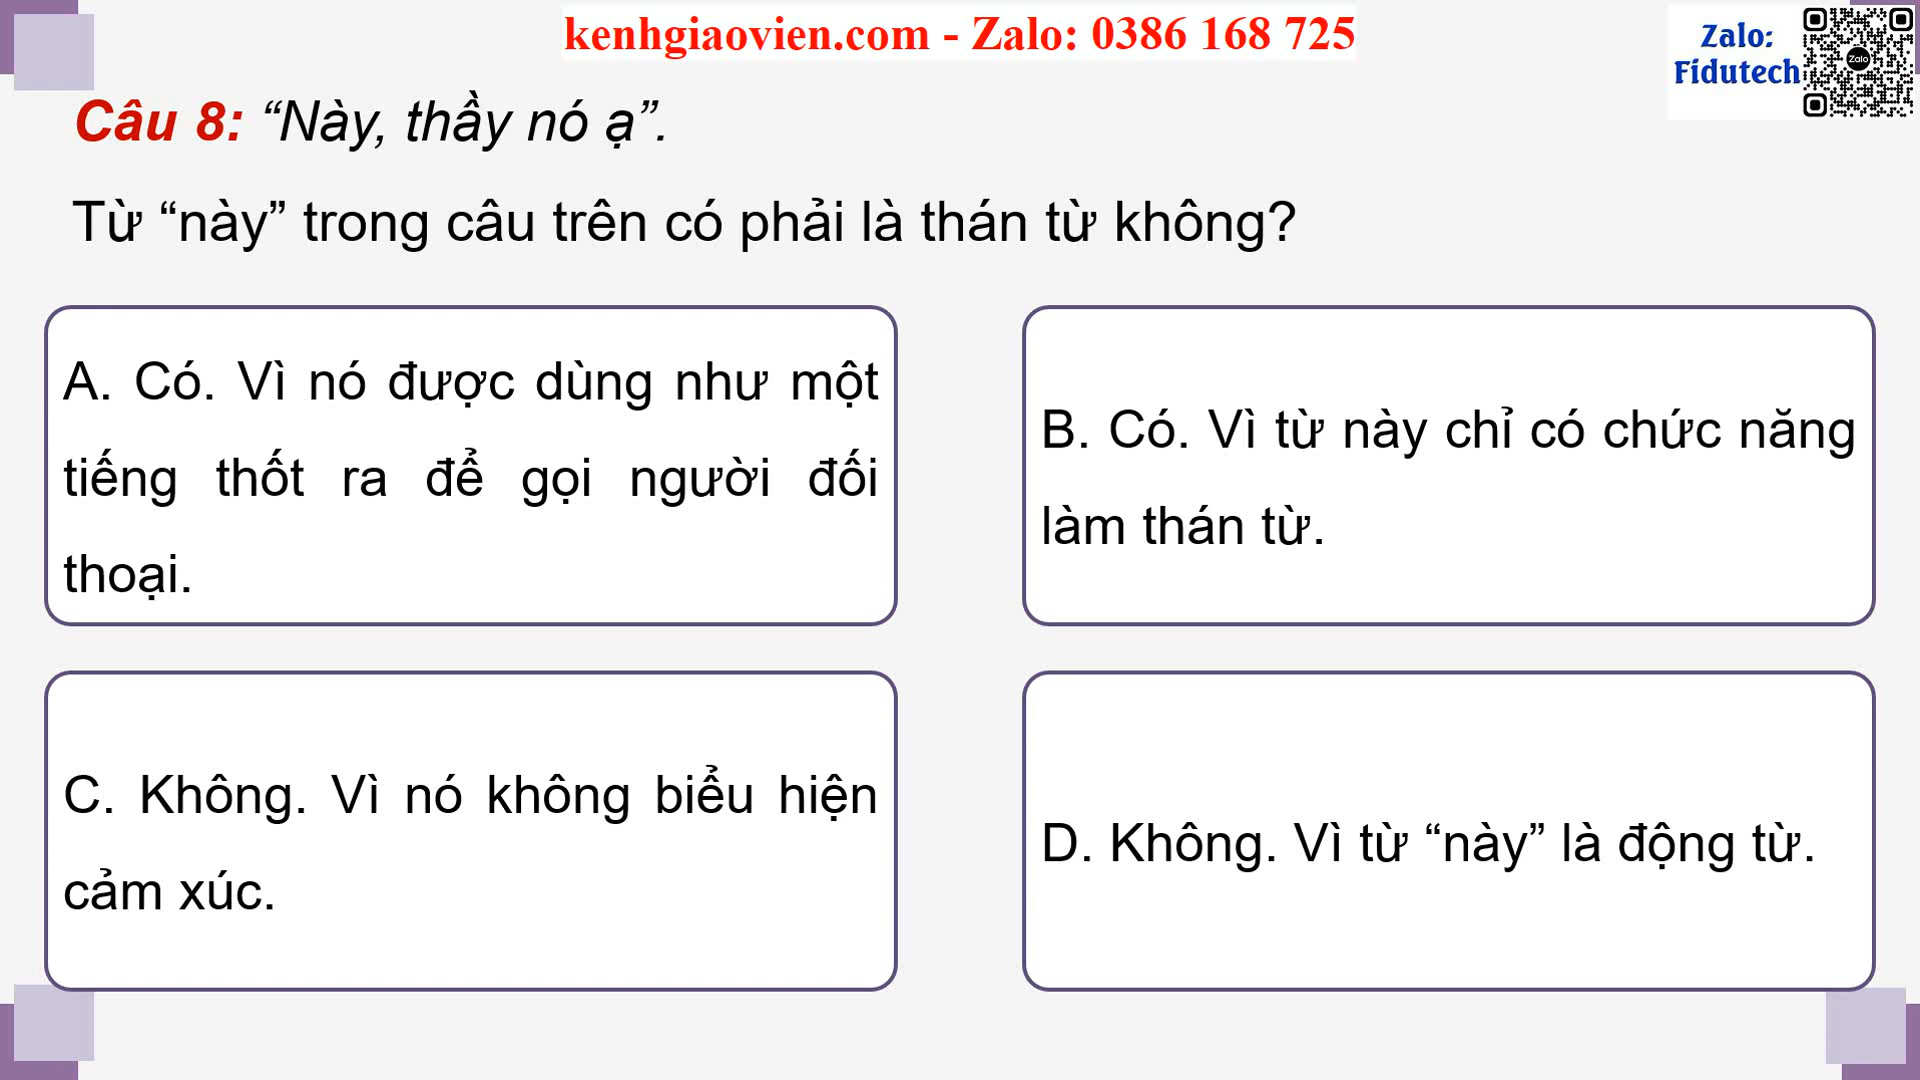 kenhgiaovien.com - Zalo: 0386 168 725
Zalo:
Fidutech
Zalo
Câu 8: “Này, thầy nó ạ”.
Từ “này” trong câu trên có phải là thán từ không?
A. Có. Vì nó được dùng như một
tiếng thốt ra để gọi người đối
thoại.
B. Có. Vì từ này chỉ có chức năng
làm thán từ.
C. Không. Vì nó không biểu hiện
cảm xúc.
D. Không. Vì từ “này” là động từ.